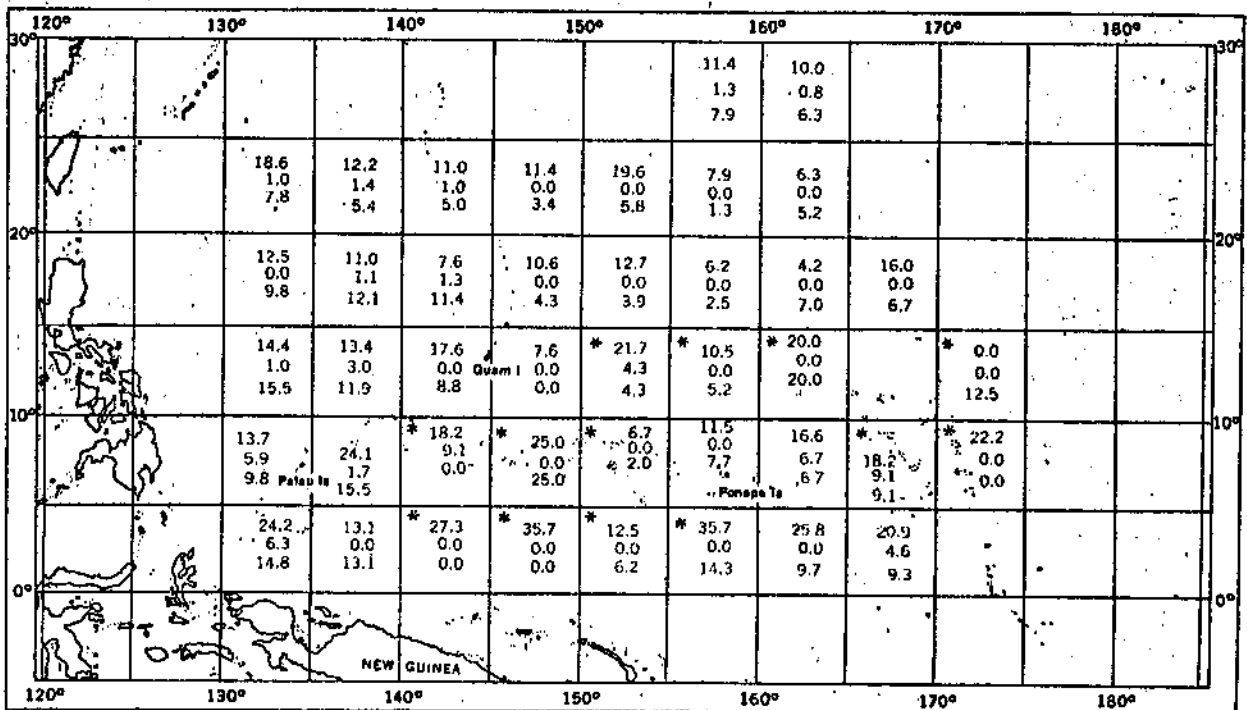 120° 130° 140° 150° 160° 170° 180°
30° 30°
11.4 10.0
1.3 0.8
7.9 6.3
18.6 12.2 11.0 11.4 19.6 7.9 6.3
1.0 1.4 1.0 0.0 0.0 0.0 0.0
7.8 5.4 5.0 3.4 5.8 1.3 5.2
20° 20°
12.5 11.0 7.6 10.6 12.7 6.2 4.2 16.0
0.0 1.1 1.3 0.0 0.0 0.0 0.0 0.0
9.8 12.1 11.4 4.3 3.9 2.5 7.0 6.7
14.4 13.4 17.6 7.6 * 21.7 * 10.5 * 20.0 * 0.0
1.0 3.0 0.0 Guam I 0.0 4.3 0.0 0.0 0.0
15.5 11.9 8.8 0.0 4.3 5.2 20.0 12.5
10° 10°
13.7 24.1 * 18.2 * 25.0 * 6.7 11.5 16.6 * 18.2 * 22.2
5.9 1.7 9.1 0.0 0.0 0.0 6.7 9.1 0.0
9.8 Palau Is 15.5 0.0 25.0 2.0 7.7 6.7 9.1 0.0
Ponape Is
24.2 13.1 * 27.3 * 35.7 * 12.5 * 35.7 25.8 20.9
6.3 0.0 0.0 0.0 0.0 0.0 0.0 4.6
14.8 13.1 0.0 0.0 6.2 14.3 9.7 9.3
0° 0°
NEW GUINEA
120° 130° 140° 150° 160° 170° 180°